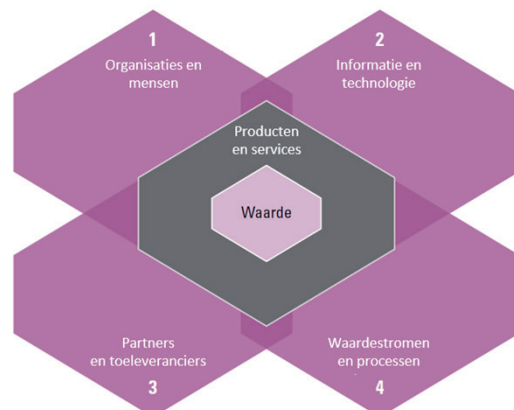 1
Organisaties en
mensen
2
Informatie en
technologie
Producten
en services
Waarde
Partners
en toeleveranciers
3
Waardestromen
en processen
4